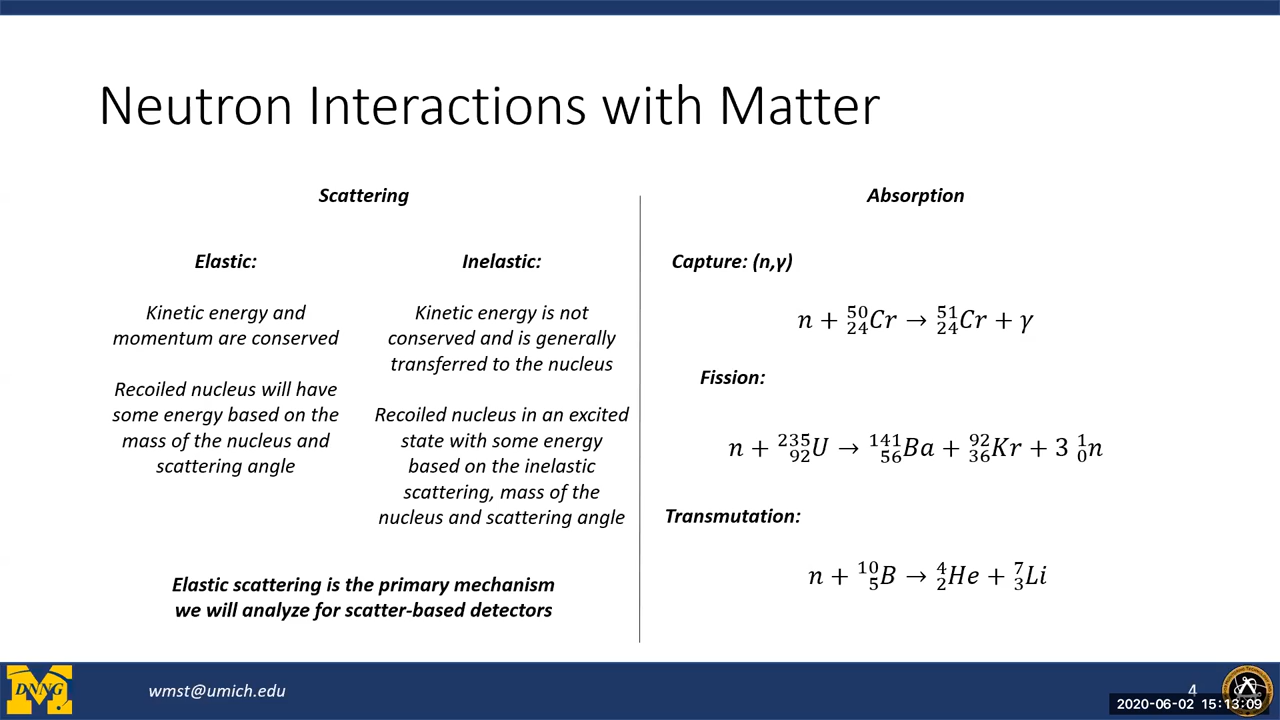 Neutron Interactions with Matter
Scattering
Elastic:
Kinetic energy and
momentum are conserved
Recoiled nucleus will have
some energy based on the
mass of the nucleus and
scattering angle
Inelastic:
Kinetic energy is not
conserved and is generally
transferred to the nucleus
Recoiled nucleus in an excited
state with some energy
based on the inelastic
scattering, mass of the
nucleus and scattering angle
Elastic scattering is the primary mechanism
we will analyze for scatter-based detectors
Absorption
Capture: (n,γ)
n + ⁵⁰₂₄Cr → ⁵¹₂₄Cr + γ
Fission:
n + ²³⁵₉₂U → ¹⁴¹₅₆Ba + ⁹²₃₆Kr + 3 ¹₀n
Transmutation:
n + ¹⁰₅B → ⁴₂He + ⁷₃Li
DNNG
wmst@umich.edu
4
2020-06-02 15:13:09